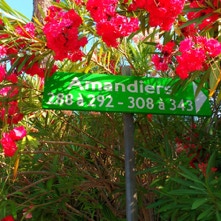 Amandiers
288 à 292 - 308 à 343